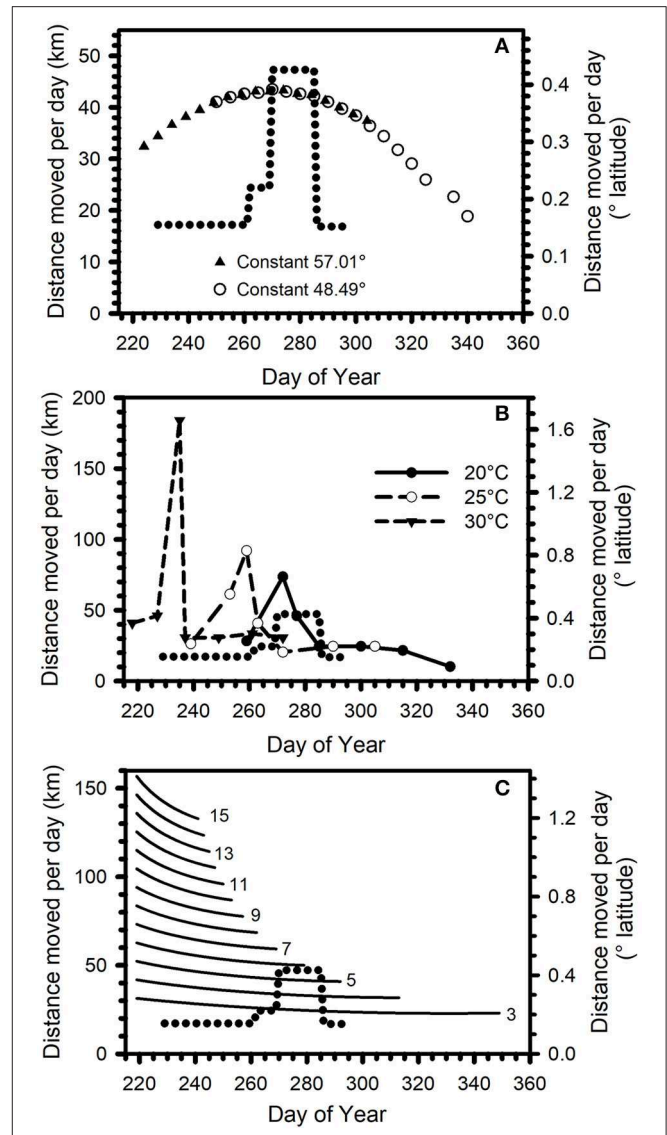 A
Distance moved per day (km)
50
40
30
20
10
0
0.4
0.3
0.2
0.1
0.0
Distance moved per day
(° latitude)
Constant 57.01°
Constant 48.49°
220 240 260 280 300 320 340 360
Day of Year
B
Distance moved per day (km)
200
150
100
50
0
1.6
1.2
0.8
0.4
0.0
Distance moved per day
(° latitude)
20°C
25°C
30°C
220 240 260 280 300 320 340 360
Day of Year
C
Distance moved per day (km)
150
100
50
0
1.2
0.8
0.4
0.0
Distance moved per day
(° latitude)
15
13
11
9
7
5
3
220 240 260 280 300 320 340 360
Day of Year